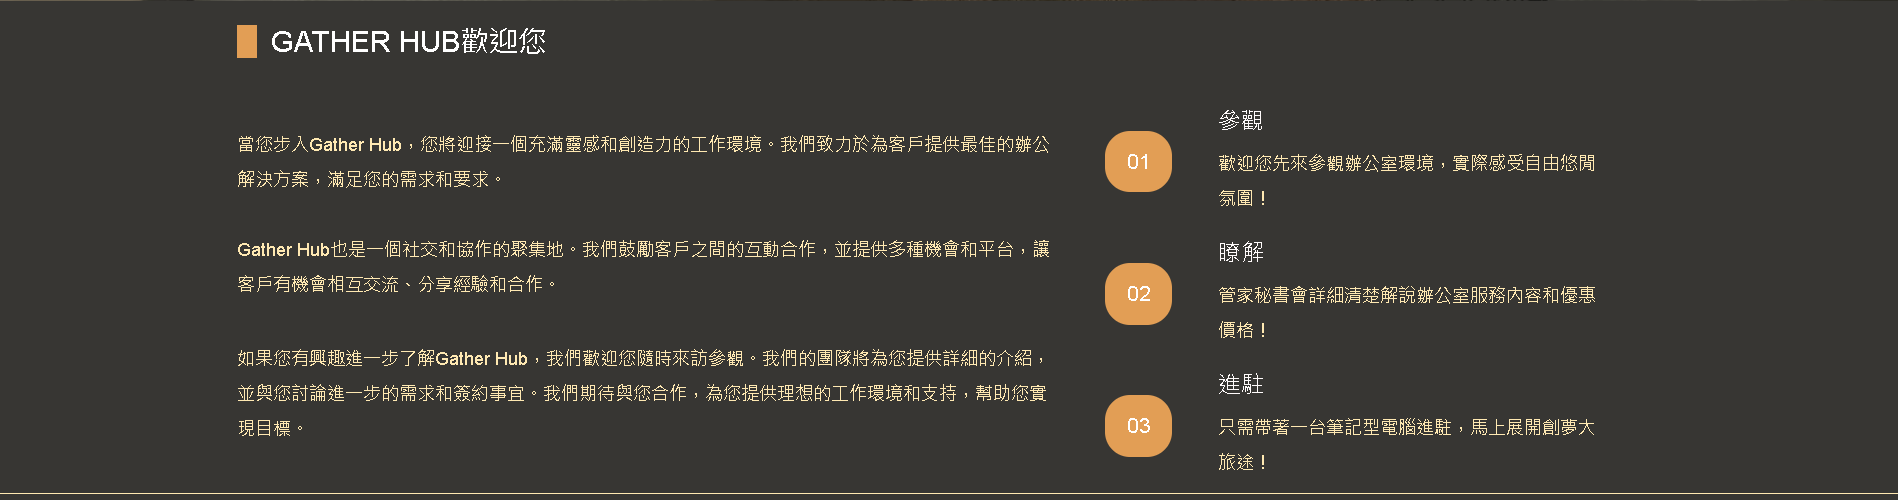 GATHER HUB歡迎您
當您步入Gather Hub，您將迎接一個充滿靈感和創造力的工作環境。我們致力於為客戶提供最佳的辦公
解決方案，滿足您的需求和要求。
Gather Hub也是一個社交和協作的聚集地。我們鼓勵客戶之間的互動合作，並提供多種機會和平台，讓
客戶有機會相互交流、分享經驗和合作。
如果您有興趣進一步了解Gather Hub，我們歡迎您隨時來訪參觀。我們的團隊將為您提供詳細的介紹，
並與您討論進一步的需求和簽約事宜。我們期待與您合作，為您提供理想的工作環境和支持，幫助您實
現目標。
01
參觀
歡迎您先來參觀辦公室環境，實際感受自由悠閒
氛圍！
02
瞭解
管家秘書會詳細清楚解說辦公室服務內容和優惠
價格！
03
進駐
只需帶著一台筆記型電腦進駐，馬上展開創夢大
旅途！